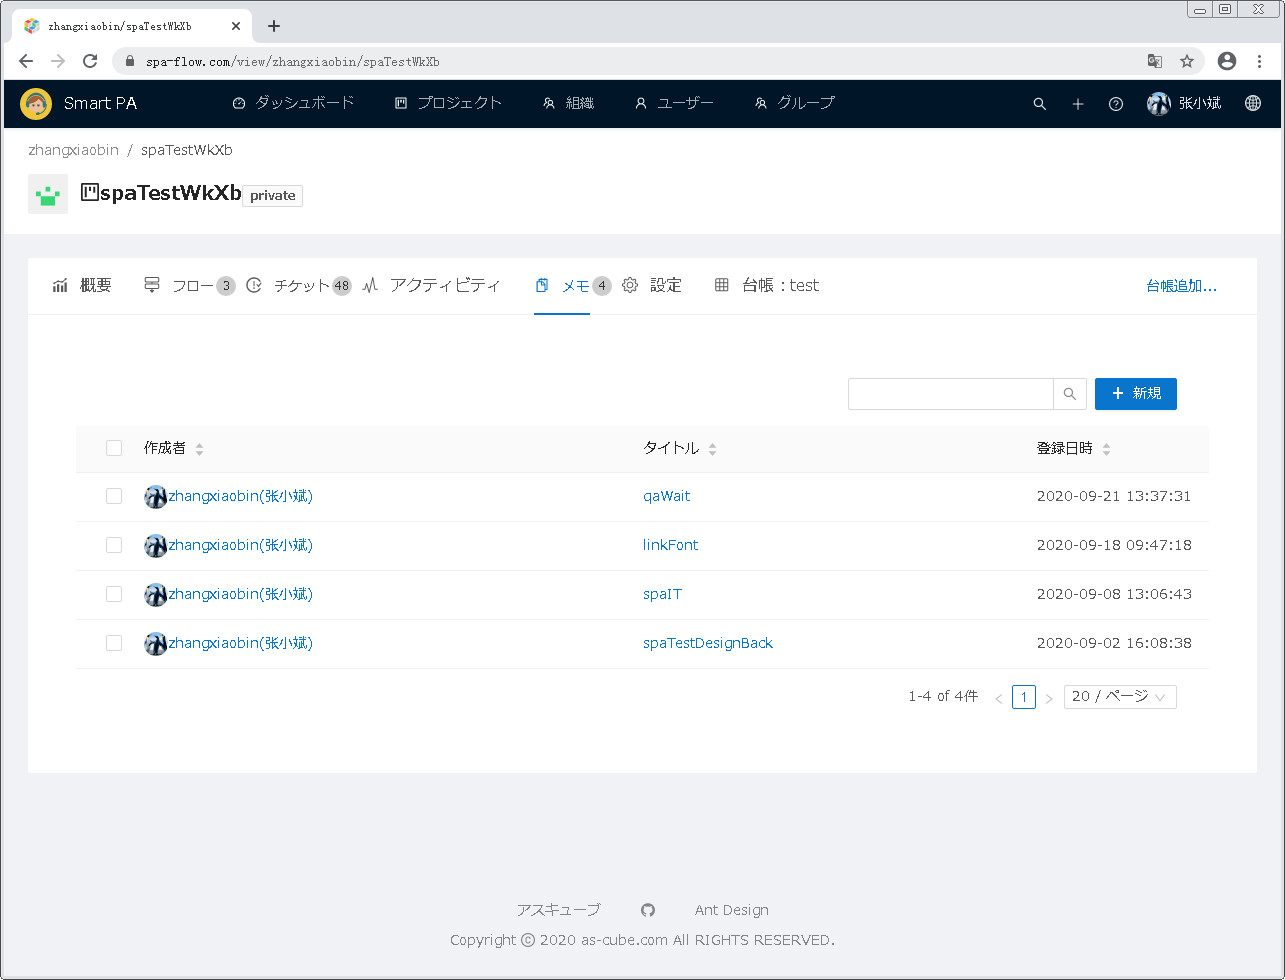 zhangxiaobin/spaTestWkXb
spa-flow.com/view/zhangxiaobin/spaTestWkXb
Smart PA ダッシュボード プロジェクト 組織 ユーザー グループ 张小斌
zhangxiaobin / spaTestWkXb
spaTestWkXb private
概要 フロー 3 チケット 48 アクティビティ メモ 4 設定 台帳：test 台帳追加...
新規
作成者 タイトル 登録日時
zhangxiaobin(张小斌) qaWait 2020-09-21 13:37:31
zhangxiaobin(张小斌) linkFont 2020-09-18 09:47:18
zhangxiaobin(张小斌) spaIT 2020-09-08 13:06:43
zhangxiaobin(张小斌) spaTestDesignBack 2020-09-02 16:08:38
1-4 of 4件 < 1 > 20 / ページ
アスキューブ Ant Design
Copyright © 2020 as-cube.com All RIGHTS RESERVED.